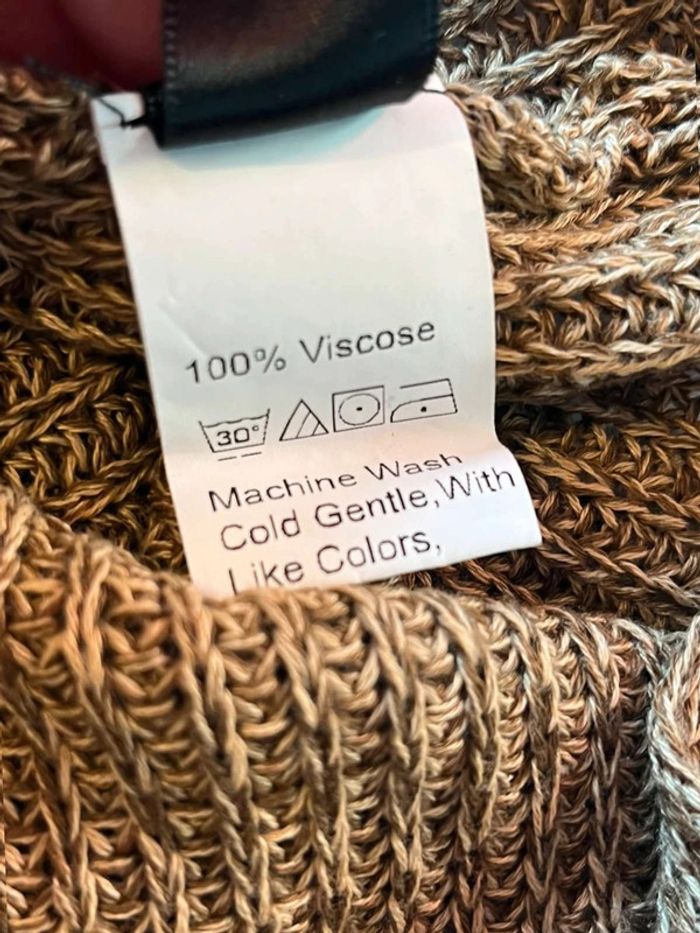 100% Viscose
30°
Machine Wash
Cold Gentle, With
Like Colors,